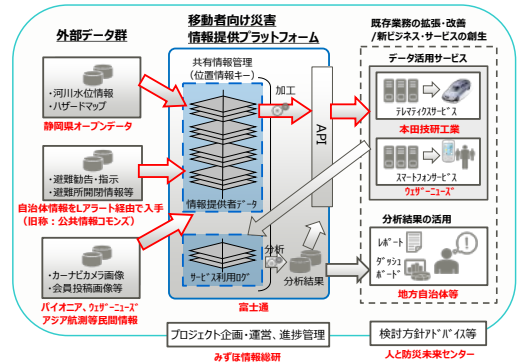 外部データ群
・河川水位情報
・ハザードマップ
静岡県オープンデータ
・避難勧告・指示
・避難所開閉情報等
自治体情報をLアラート経由で入手
（旧称：公共情報コモンズ）
・カーナビカメラ画像
・会員投稿画像等
パイオニア、ウェザーニューズ
アジア航測等民間情報
移動者向け災害
情報提供プラットフォーム
共有情報管理
（位置情報キー）
加工
API
情報提供者データ
サービス利用ログ
分析
分析結果
富士通
既存業務の拡張・改善
/新ビジネス・サービスの創生
データ活用サービス
テレマティクスサービス
本田技研工業
スマートフォンサービス
ウェザーニューズ
分析結果の活用
レポート
ダッシュ
ボード
地方自治体等
プロジェクト企画・運営、進捗管理
みずほ情報総研
検討方針アドバイス等
人と防災未来センター